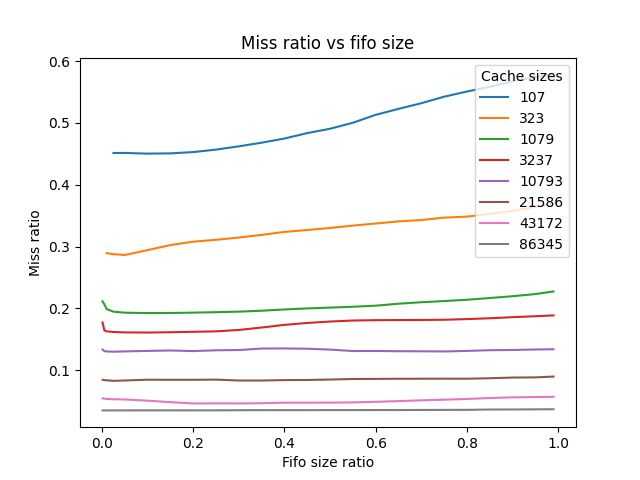 Miss ratio vs fifo size
Cache sizes
107
323
1079
3237
10793
21586
43172
86345
Miss ratio
0.6
0.5
0.4
0.3
0.2
0.1
0.0 0.2 0.4 0.6 0.8 1.0
Fifo size ratio